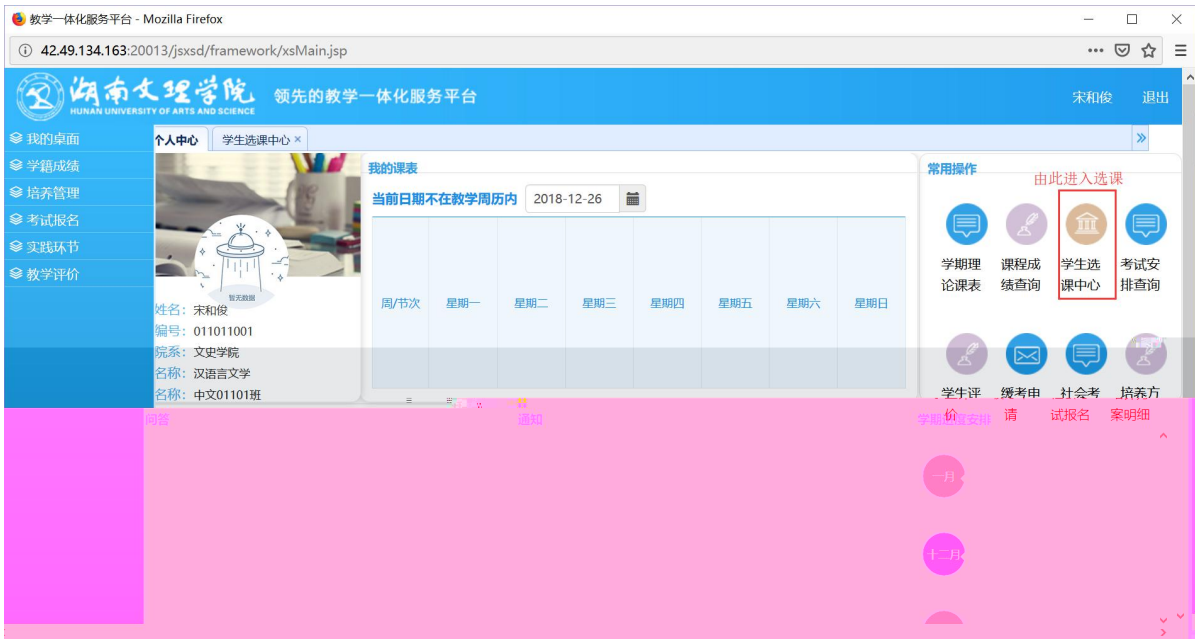 教学一体化服务平台 - Mozilla Firefox
42.49.134.163:20013/jsxsd/framework/xsMain.jsp
湖南文理学院
HUNAN UNIVERSITY OF ARTS AND SCIENCE
领先的教学一体化服务平台
宋和俊 退出
我的桌面
学籍成绩
培养管理
考试报名
实践环节
教学评价
个人中心 学生选课中心 ×
暂无数据
姓名: 宋和俊
编号: 011011001
院系: 文史学院
名称: 汉语言文学
名称: 中文01101班
我的课表
当前日期不在教学周历内 2018-12-26
周/节次 星期一 星期二 星期三 星期四 星期五 星期六 星期日
常用操作
由此进入选课
学期理论课表
课程成绩查询
学生选课中心
考试安排查询
学生评价
缓考申请
社会考试报名
培养方案明细
问答
通知
学期进程安排
一月
十二月